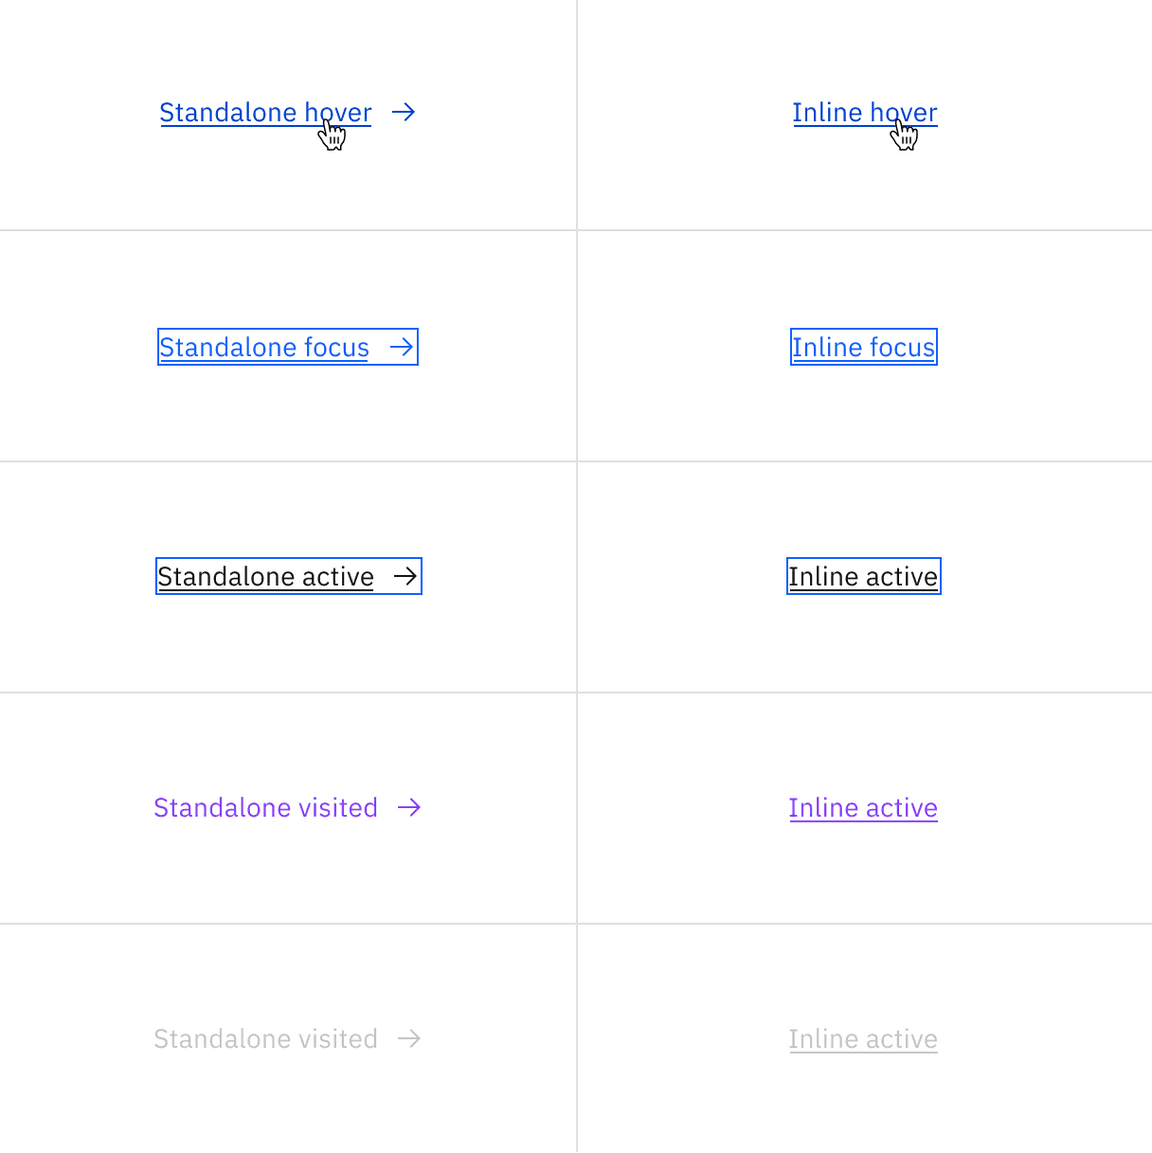 Standalone hover →
Inline hover
Standalone focus →
Inline focus
Standalone active →
Inline active
Standalone visited →
Inline active
Standalone visited →
Inline active